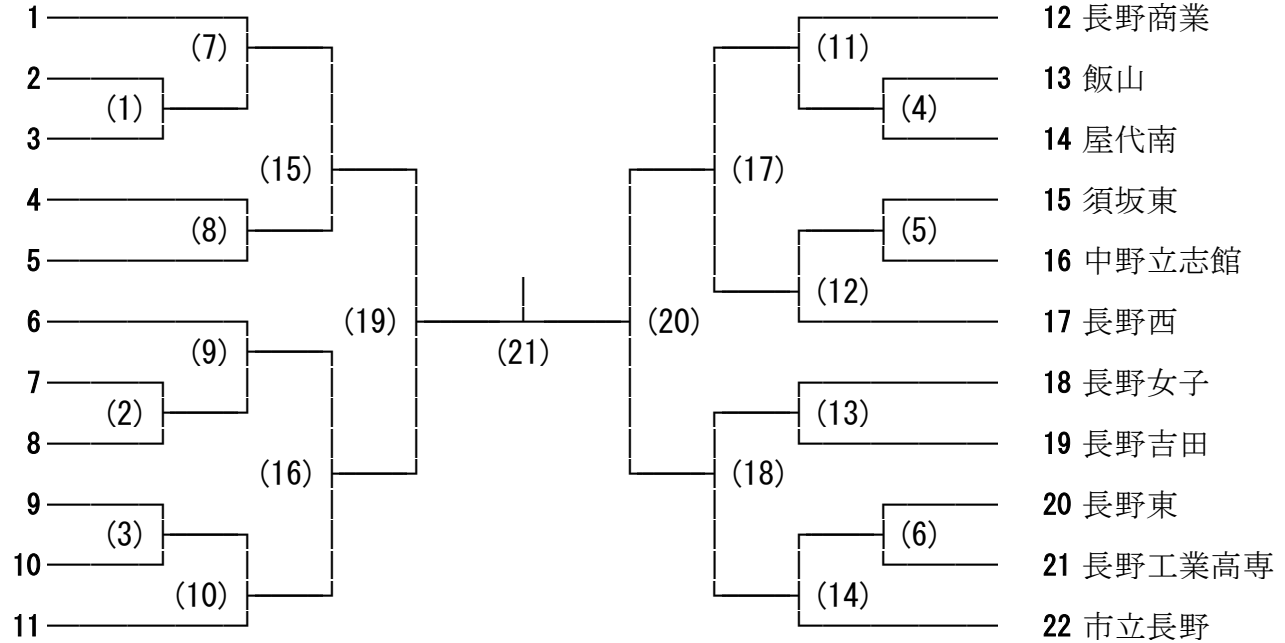 1
(7)
2
(1)
3
(15)
4
(8)
5
6
(19)
(9)
7
(2)
8
(16)
9
(3)
10
(10)
11
(21)
12 長野商業
(11)
13 飯山
(4)
14 屋代南
(17)
15 須坂東
(5)
16 中野立志館
(12)
17 長野西
(20)
18 長野女子
(13)
19 長野吉田
(18)
20 長野東
(6)
21 長野工業高専
(14)
22 市立長野